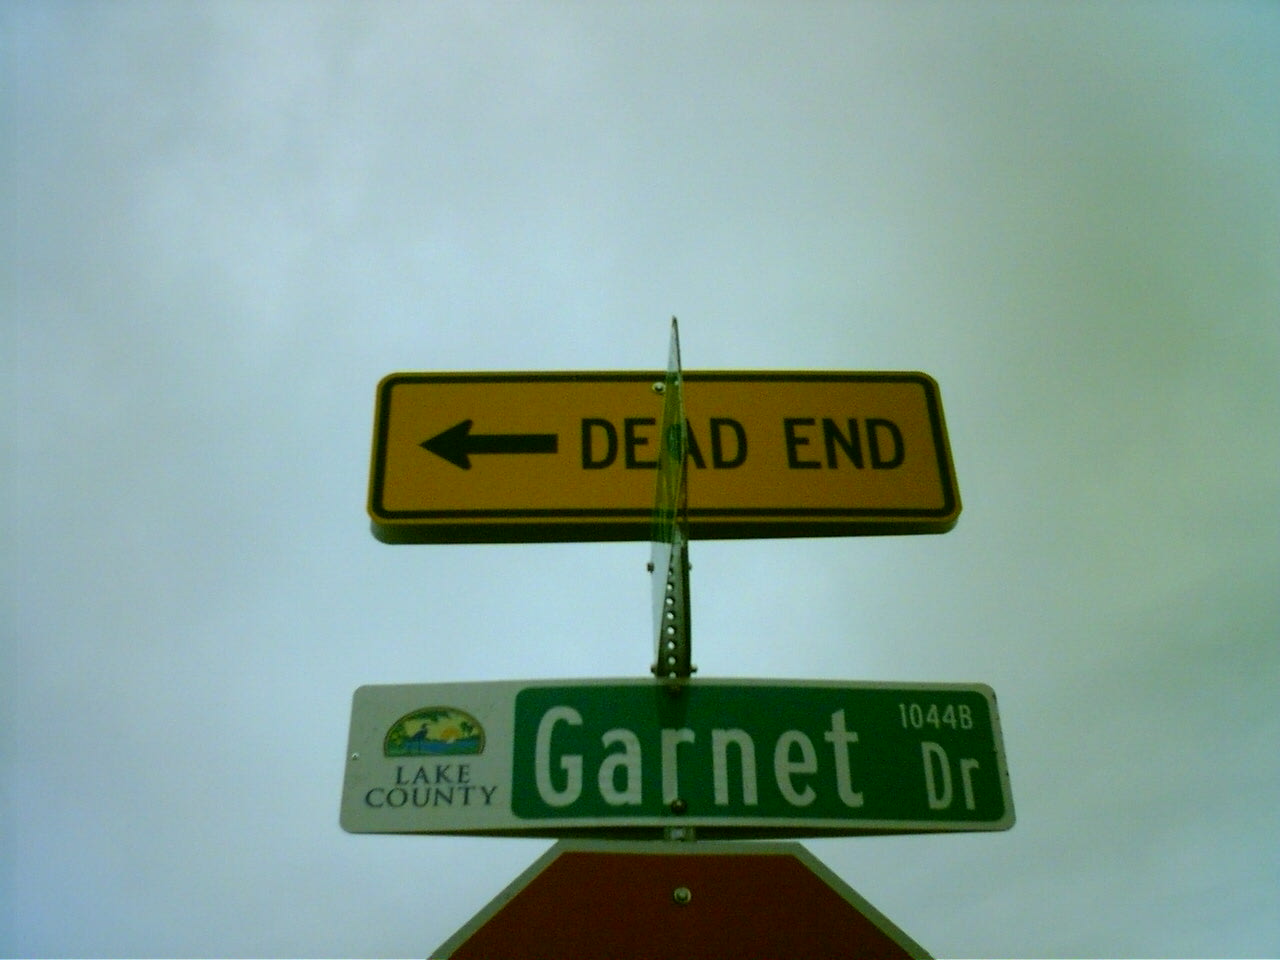 DEAD END
LAKE
COUNTY
Garnet Dr
1044B